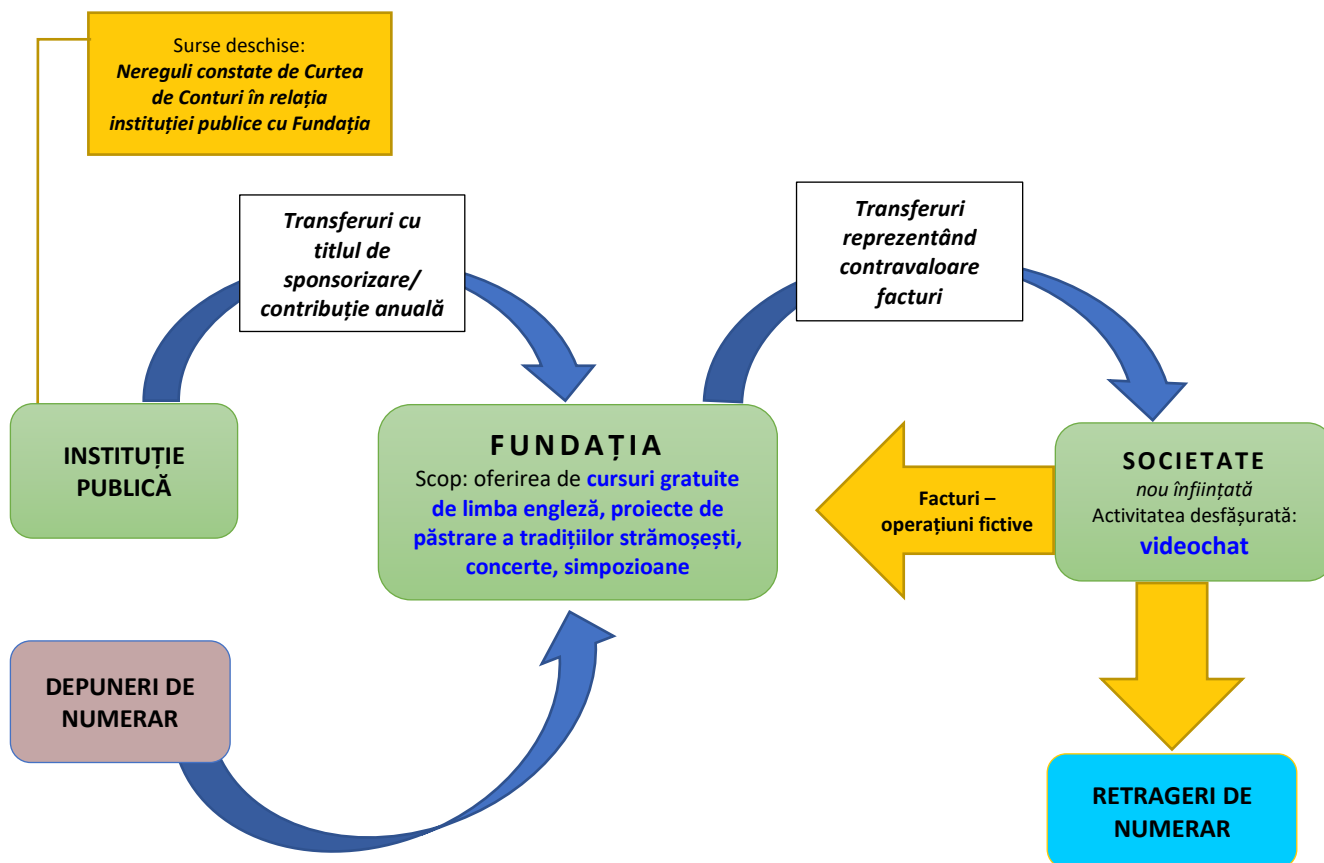 Surse deschise:
Nereguli constate de Curtea
de Conturi în relația
instituției publice cu Fundația
Transferuri cu
titlul de
sponsorizare/
contribuție anuală
Transferuri
reprezentând
contravaloare
facturi
INSTITUȚIE
PUBLICĂ
FUNDAȚIA
Scop: oferirea de cursuri gratuite
de limba engleză, proiecte de
păstrare a tradițiilor strămoșești,
concerte, simpozioane
Facturi –
operațiuni fictive
SOCIETATE
nou înființată
Activitatea desfășurată:
videochat
DEPUNERI DE
NUMERAR
RETRAGERI DE
NUMERAR